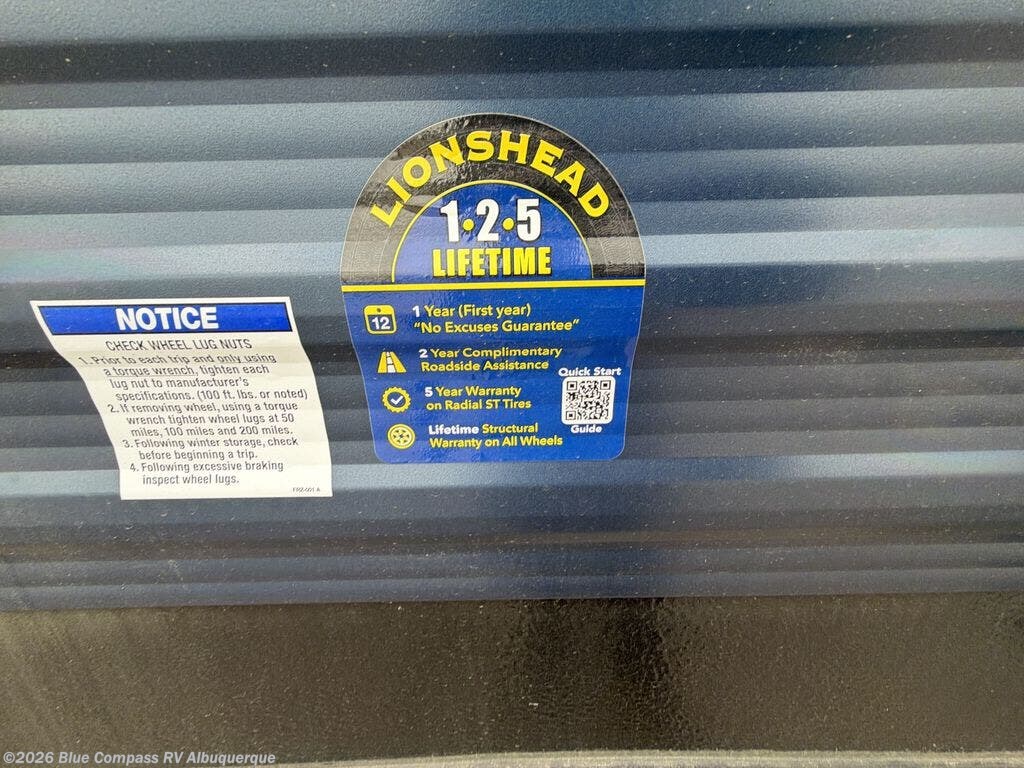 NOTICE
CHECK WHEEL LUG NUTS
1. Prior to each trip and only using
a torque wrench, tighten each
lug nut to manufacturer's
specifications. (100 ft. lbs. or noted)
2. If removing wheel, using a torque
wrench tighten wheel lugs at 50
miles, 100 miles and 200 miles.
3. Following winter storage, check
before beginning a trip.
4. Following excessive braking
inspect wheel lugs.
FRZ-001 A
LIONSHEAD
1•2•5
LIFETIME
12
1 Year (First year)
"No Excuses Guarantee"
2 Year Complimentary
Roadside Assistance
5 Year Warranty
on Radial ST Tires
Lifetime Structural
Warranty on All Wheels
Quick Start
Guide
©2026 Blue Compass RV Albuquerque